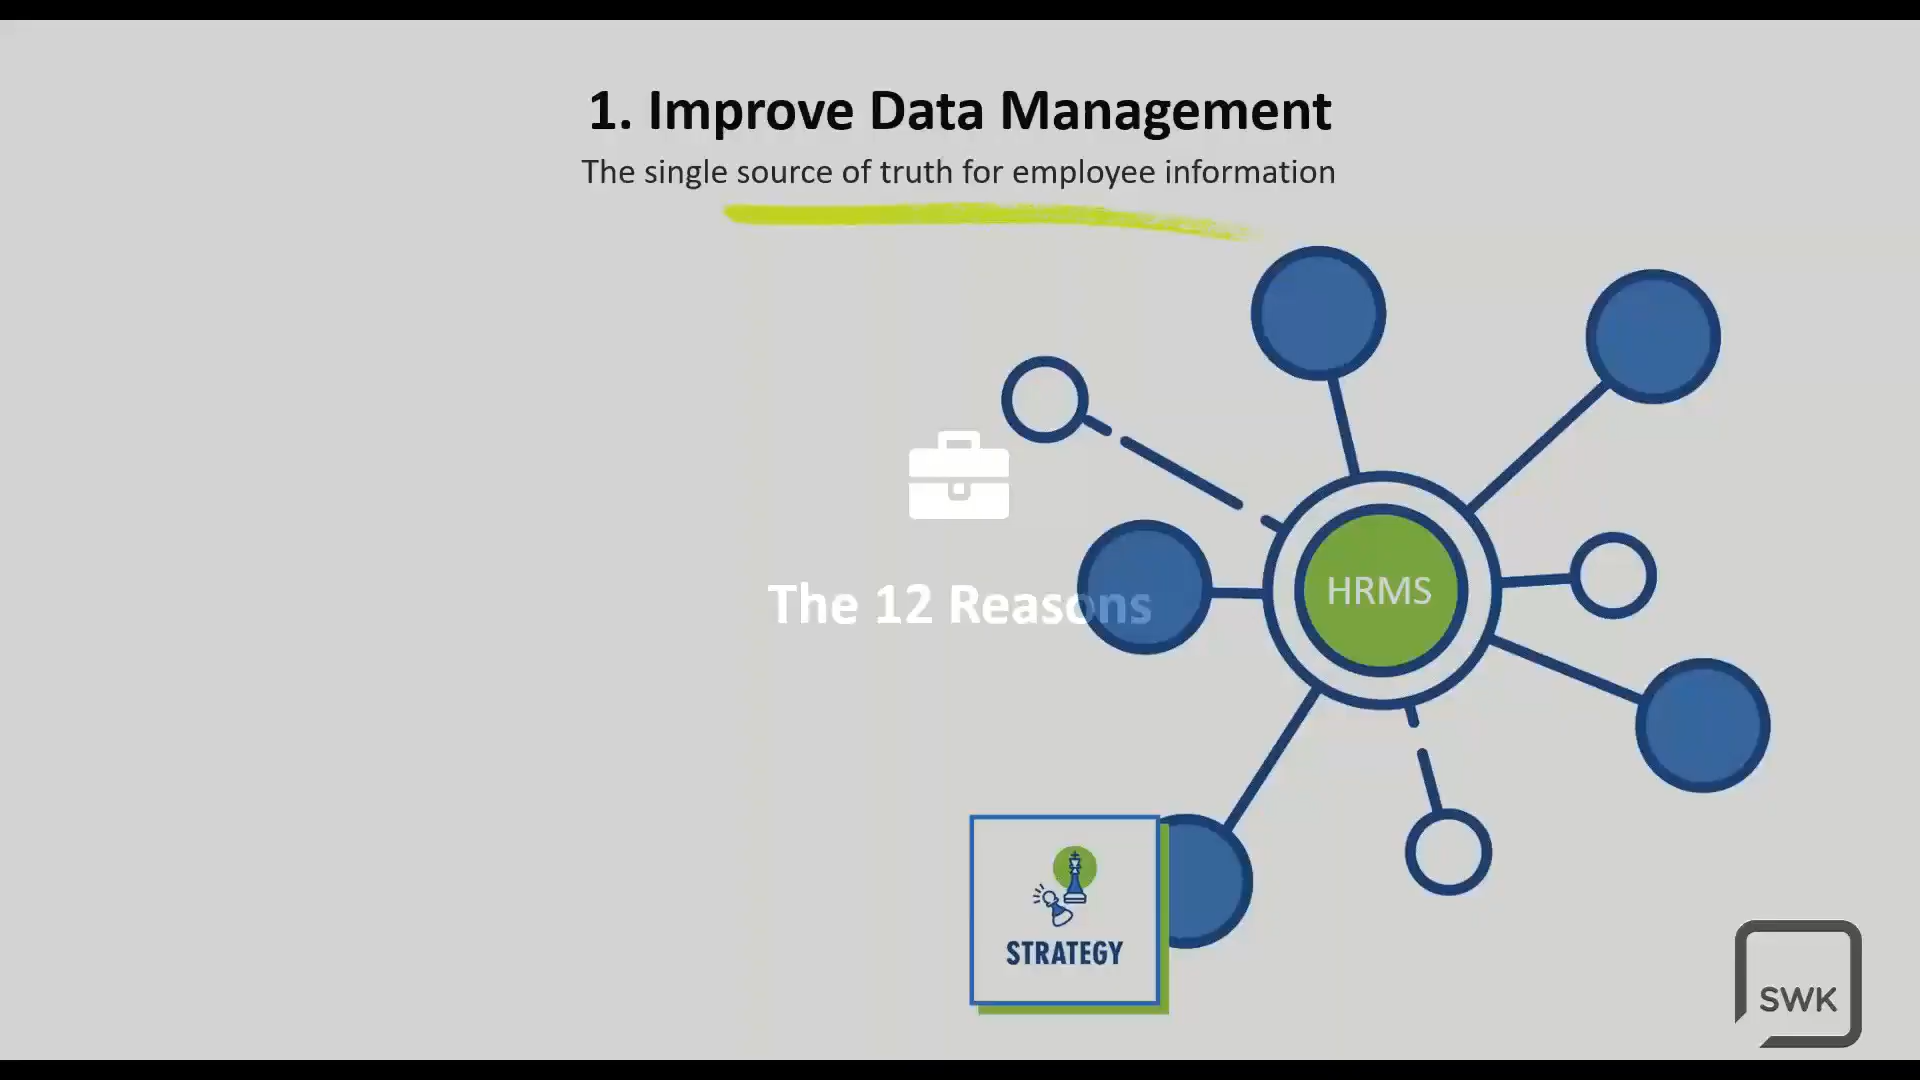 1. Improve Data Management
The single source of truth for employee information
The 12 Reasons
HRMS
STRATEGY
SWK